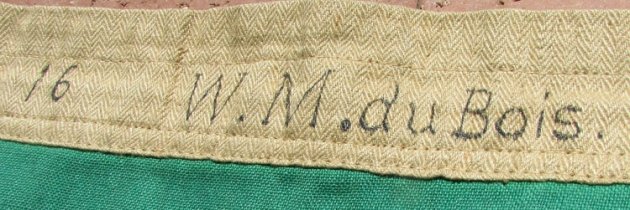 16 W. M. du Bois.